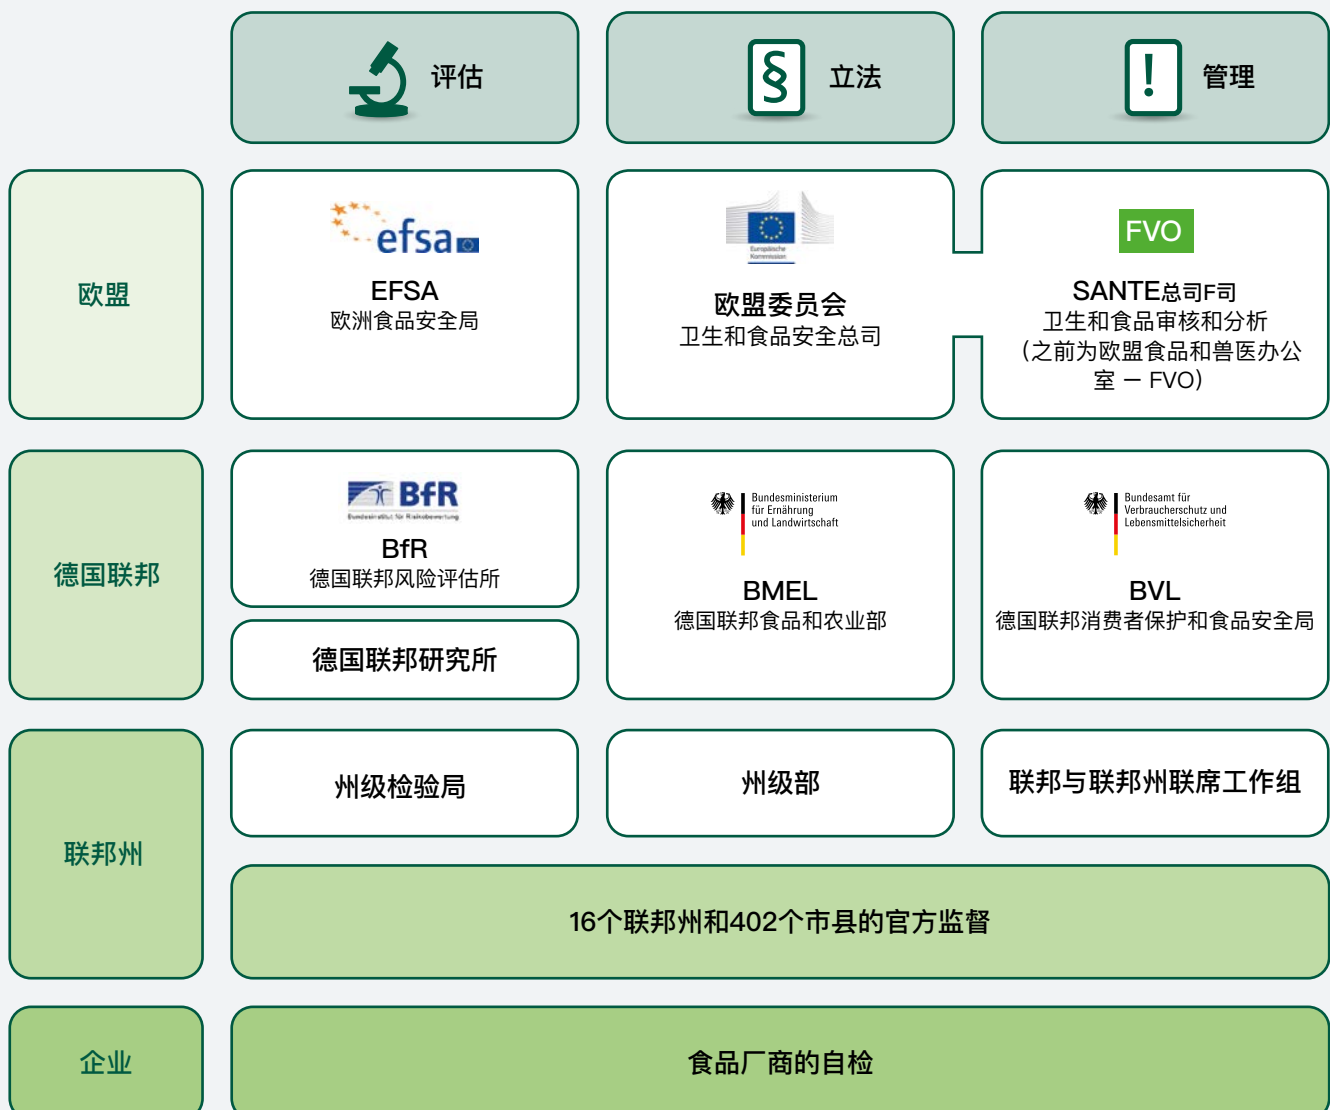 评估
§
立法
!
管理
欧盟
efsa
EFSA
欧洲食品安全局
Europäische
Kommission
欧盟委员会
卫生和食品安全总司
FVO
SANTE总司F司
卫生和食品审核和分析
（之前为欧盟食品和兽医办公
室 — FVO）
德国联邦
BfR
Bundesinstitut für Risikobewertung
BfR
德国联邦风险评估所
德国联邦研究所
Bundesministerium
für Ernährung
und Landwirtschaft
BMEL
德国联邦食品和农业部
Bundesamt für
Verbraucherschutz und
Lebensmittelsicherheit
BVL
德国联邦消费者保护和食品安全局
联邦州
州级检验局
州级部
联邦与联邦州联席工作组
16个联邦州和402个市县的官方监督
企业
食品厂商的自检